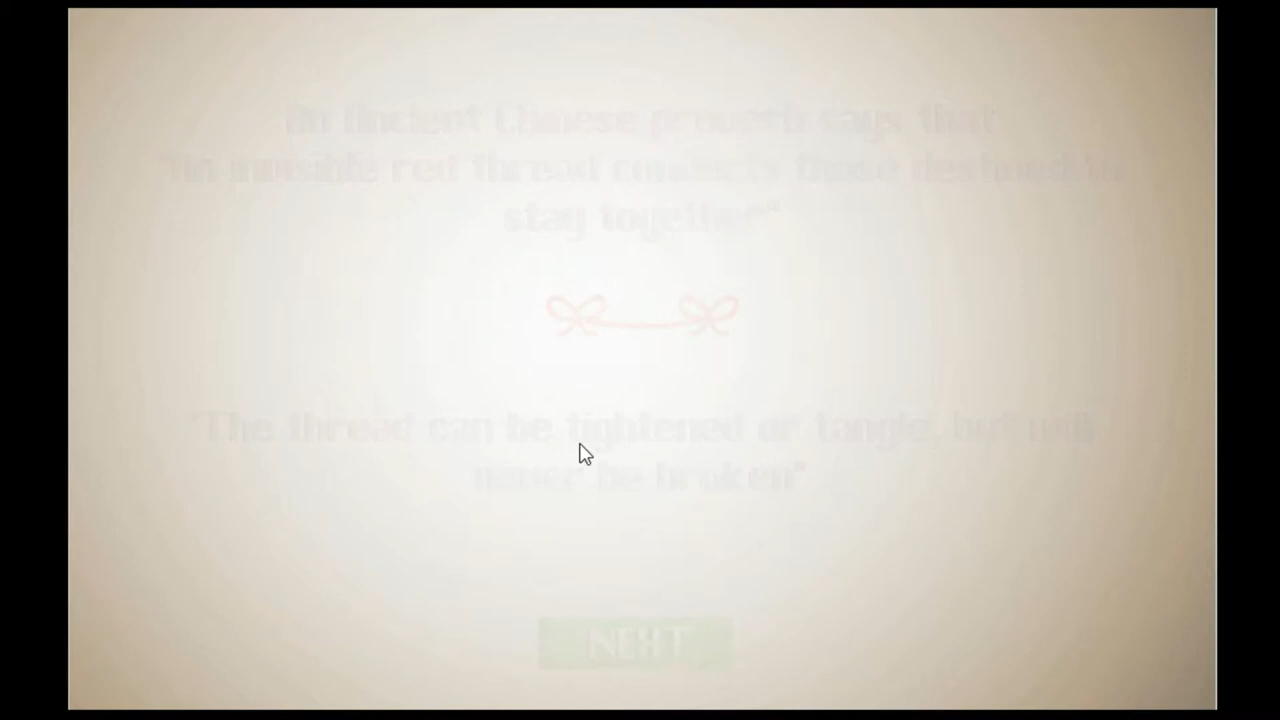 An Ancient Chinese proverb says that
"An invisible red thread connects those destined to
stay together"
"The thread can be tightened or tangle, but will
never be broken"
NEXT